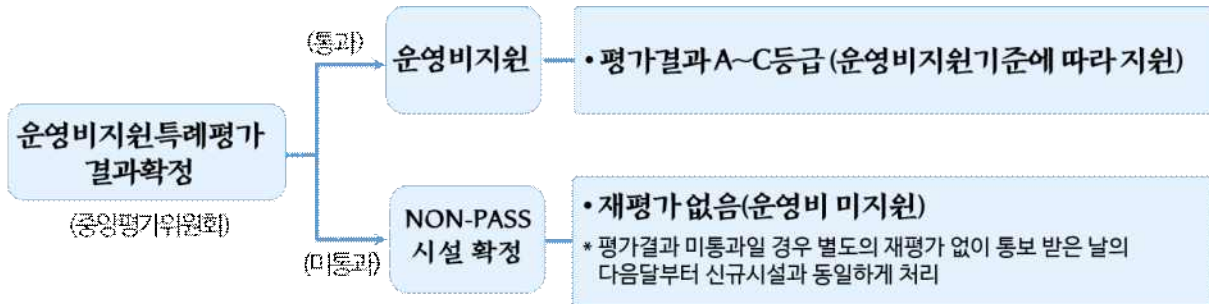 운영비지원특례평가
결과확정
(중앙평가위원회)
(통과)
운영비지원
• 평가결과 A~C등급 (운영비지원기준에 따라 지원)
(미통과)
NON-PASS
시설 확정
• 재평가 없음(운영비 미지원)
* 평가결과 미통과일 경우 별도의 재평가 없이 통보 받은 날의
다음달부터 신규시설과 동일하게 처리